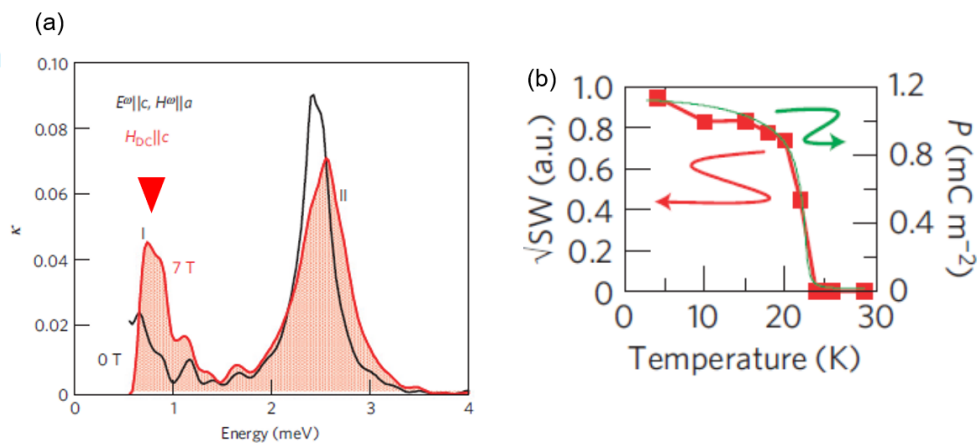 (a)
0.10
0.08
0.06
0.04
0.02
0
κ
Eω||c, Hω||a
HDC||c
I
7 T
0 T
II
0 1 2 3 4
Energy (meV)
(b)
1.0
0.8
0.6
0.4
0.2
0
√SW (a.u.)
1.2
0.8
0.4
0
P (mC m−2)
0 10 20 30
Temperature (K)